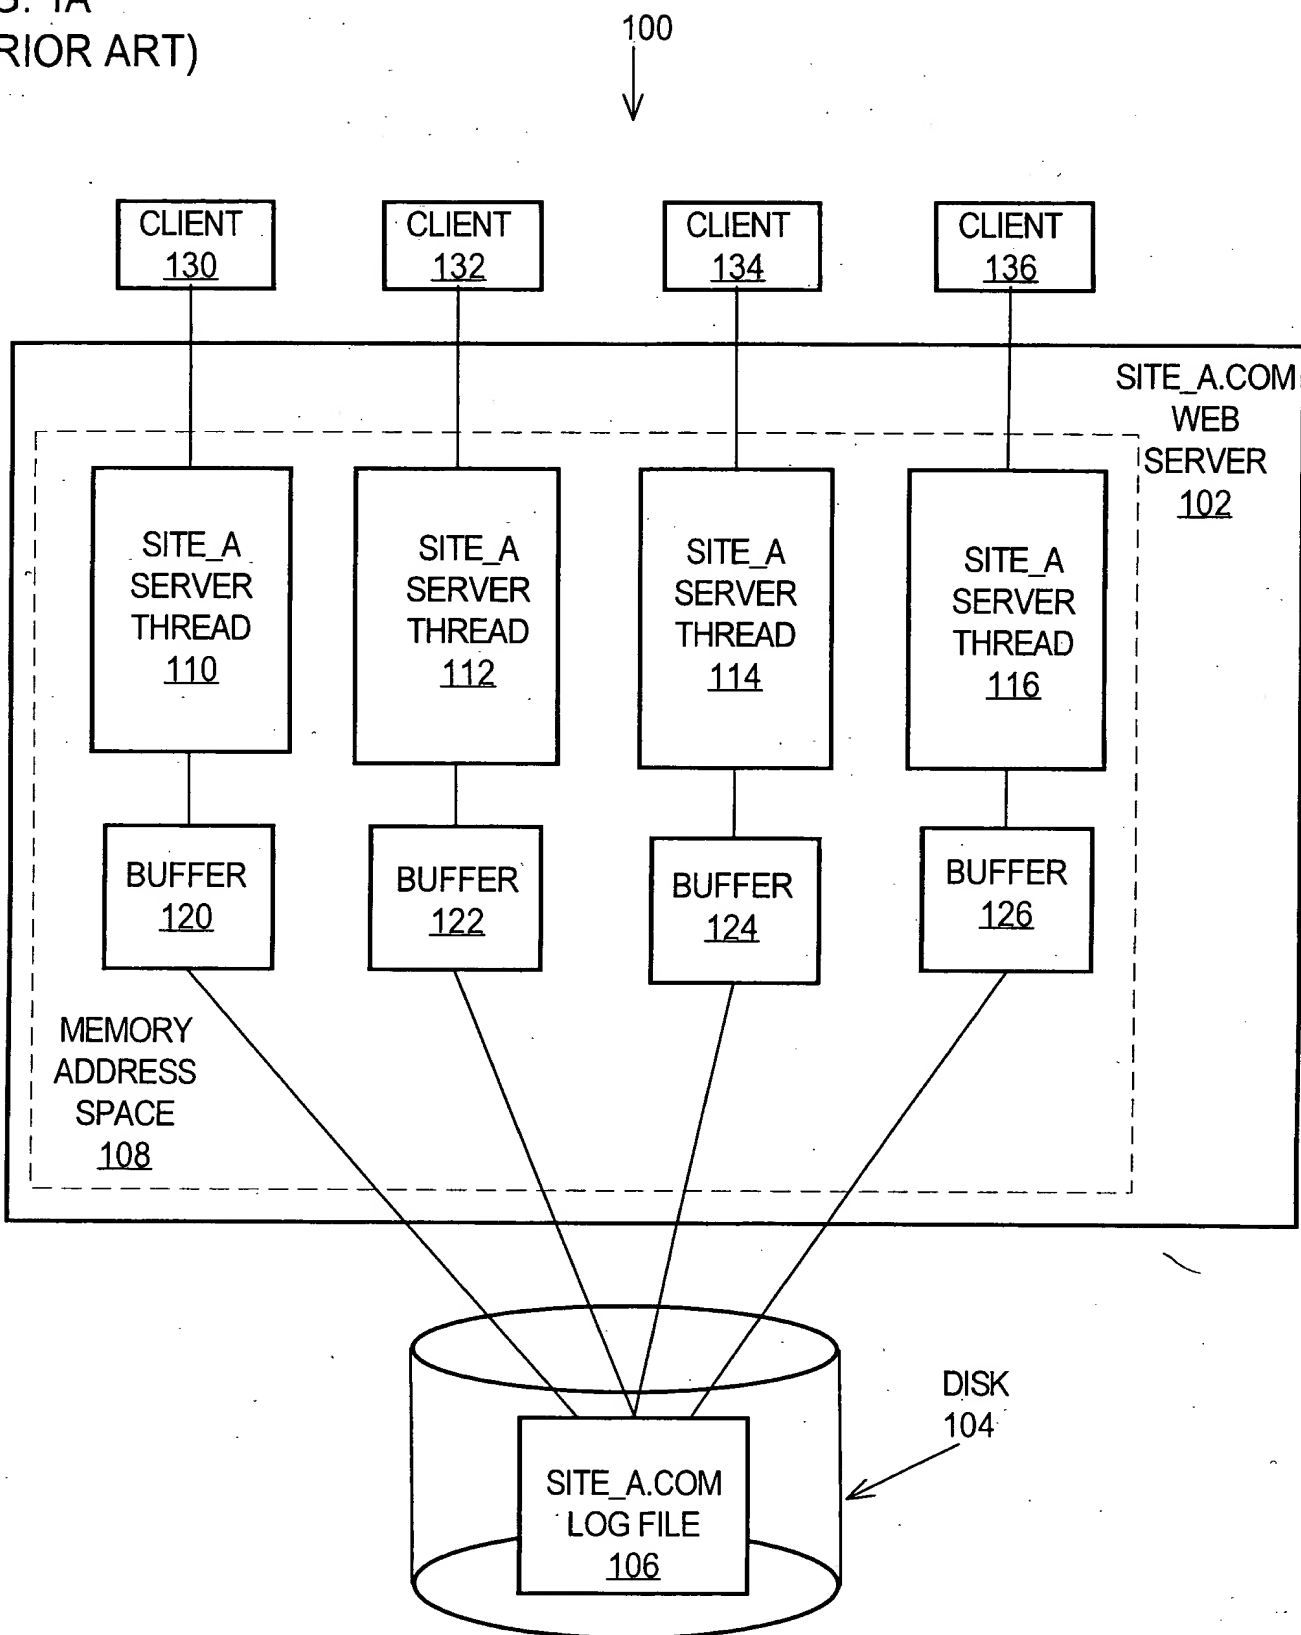 1A
RIOR ART)
100
CLIENT
130
CLIENT
132
CLIENT
134
CLIENT
136
SITE_A.COM
WEB
SERVER
102
SITE_A
SERVER
THREAD
110
SITE_A
SERVER
THREAD
112
SITE_A
SERVER
THREAD
114
SITE_A
SERVER
THREAD
116
BUFFER
120
BUFFER
122
BUFFER
124
BUFFER
126
MEMORY
ADDRESS
SPACE
108
DISK
104
SITE_A.COM
LOG FILE
106